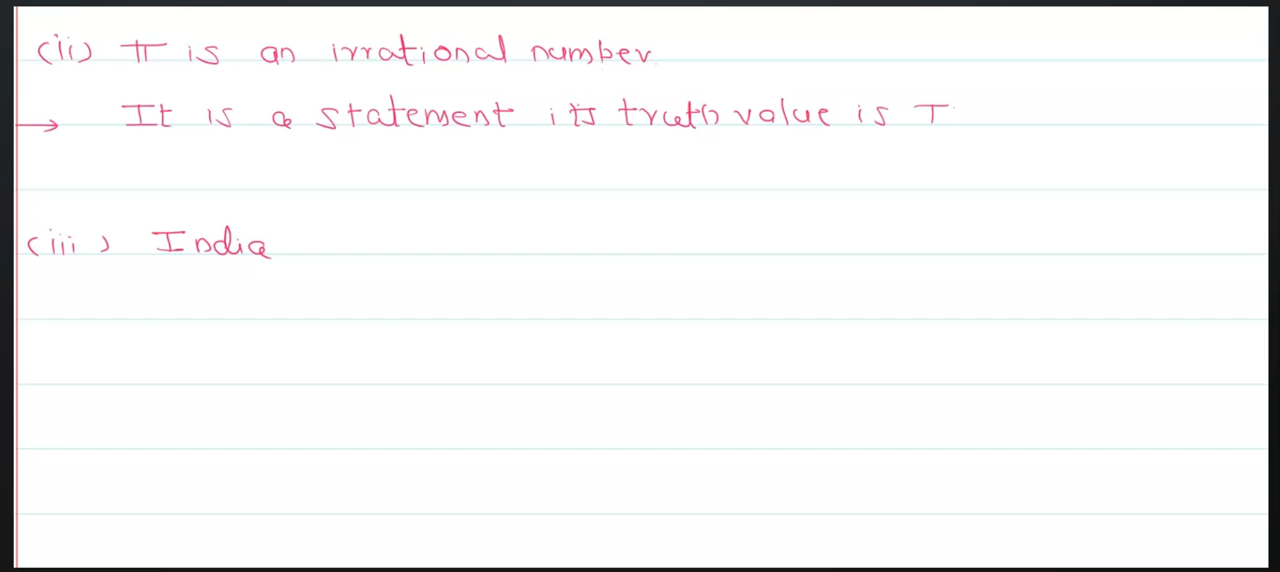 (ii) π is an irrational number
→ It is a statement its truth value is T
(iii) India